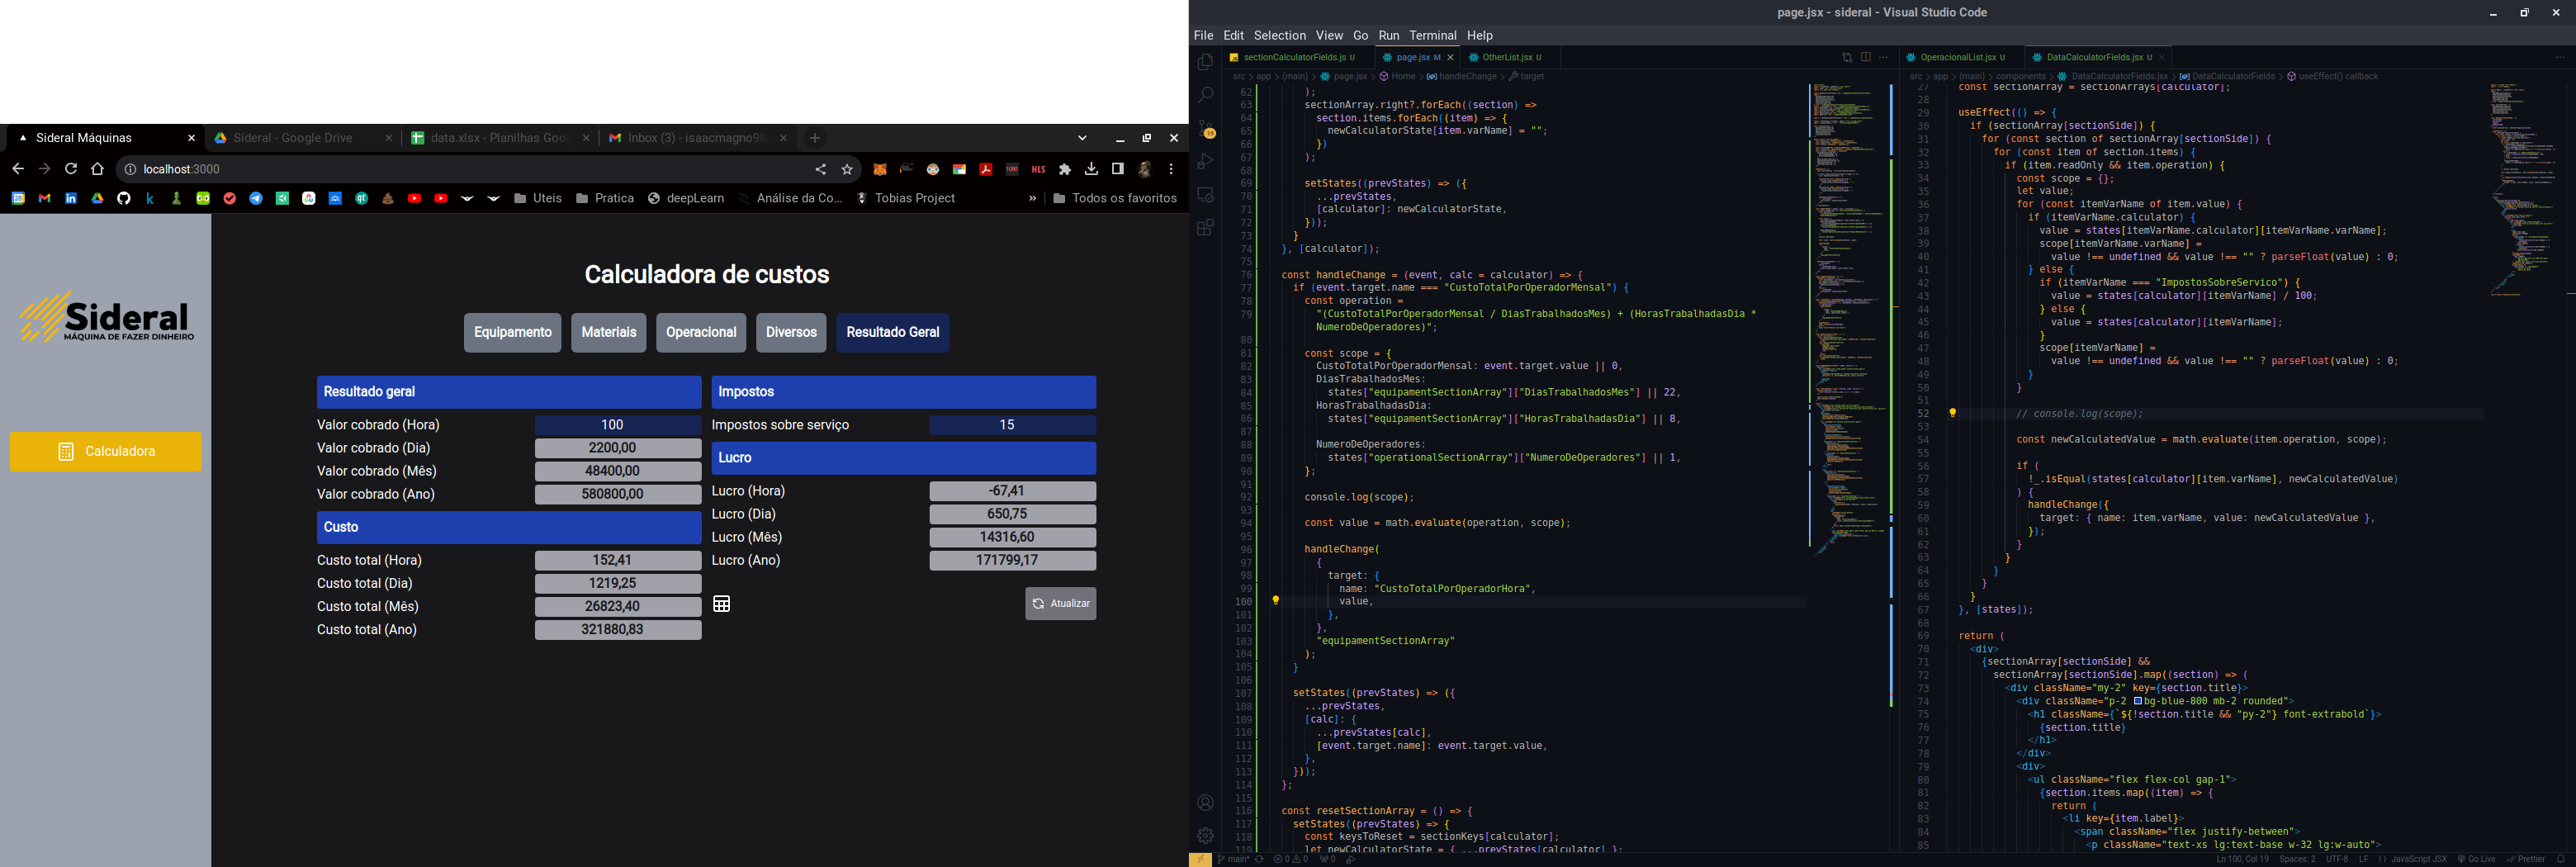 Sideral Máquinas
Sideral - Google Drive
data.xlsx - Planilhas Goo
Inbox (3) - isaacmagno98
localhost:3000
Uteis
Pratica
deepLearn
Análise da Co...
Tobias Project
»
Todos os favoritos
Sideral
MÁQUINA DE FAZER DINHEIRO
Calculadora
Calculadora de custos
Equipamento Materiais Operacional Diversos Resultado Geral
Resultado geral
Valor cobrado (Hora) 100
Valor cobrado (Dia) 2200,00
Valor cobrado (Mês) 48400,00
Valor cobrado (Ano) 580800,00
Custo
Custo total (Hora) 152,41
Custo total (Dia) 1219,25
Custo total (Mês) 26823,40
Custo total (Ano) 321880,83
Impostos
Impostos sobre serviço 15
Lucro
Lucro (Hora) -67,41
Lucro (Dia) 650,75
Lucro (Mês) 14316,60
Lucro (Ano) 171799,17
Atualizar
page.jsx - sideral - Visual Studio Code
File Edit Selection View Go Run Terminal Help
sectionCalculatorFields.js U
page.jsx M
OtherList.jsx U
src > app > (main) > page.jsx > Home > handleChange > target
62 );
63 sectionArray.right?.forEach((section) =>
64 section.items.forEach((item) => {
65 newCalculatorState[item.varName] = "";
66 })
67 );
68
69 setStates((prevStates) => ({
70 ...prevStates,
71 [calculator]: newCalculatorState,
72 }));
73 }
74 }, [calculator]);
75
76 const handleChange = (event, calc = calculator) => {
77 if (event.target.name === "CustoTotalPorOperadorMensal") {
78 const operation =
79 "(CustoTotalPorOperadorMensal / DiasTrabalhadosMes) + (HorasTrabalhadasDia *
NumeroDeOperadores)";
80
81 const scope = {
82 CustoTotalPorOperadorMensal: event.target.value || 0,
83 DiasTrabalhadosMes:
84 states["equipamentSectionArray"]["DiasTrabalhadosMes"] || 22,
85 HorasTrabalhadasDia:
86 states["equipamentSectionArray"]["HorasTrabalhadasDia"] || 8,
87
88 NumeroDeOperadores:
89 states["operationalSectionArray"]["NumeroDeOperadores"] || 1,
90 };
91
92 console.log(scope);
93
94 const value = math.evaluate(operation, scope);
95
96 handleChange(
97 {
98 target: {
99 name: "CustoTotalPorOperadorHora",
100 value,
101 },
102 },
103 "equipamentSectionArray"
104 );
105 }
106
107 setStates((prevStates) => ({
108 ...prevStates,
109 [calc]: {
110 ...prevStates[calc],
111 [event.target.name]: event.target.value,
112 },
113 }));
114 };
115
116 const resetSectionArray = () => {
117 setStates((prevStates) => {
118 const keysToReset = sectionKeys[calculator];
119 let newCalculatorState = { ...prevStates[calculator] };
OperacionalList.jsx U
DataCalculatorFields.jsx U
src > app > (main) > components > DataCalculatorFields.jsx > DataCalculatorFields > useEffect() callback
27 const sectionArray = sectionArrays[calculator];
28
29 useEffect(() => {
30 if (sectionArray[sectionSide]) {
31 for (const section of sectionArray[sectionSide]) {
32 for (const item of section.items) {
33 if (item.readOnly && item.operation) {
34 const scope = {};
35 let value;
36 for (const itemVarName of item.value) {
37 if (itemVarName.calculator) {
38 value = states[itemVarName.calculator][itemVarName.varName];
39 scope[itemVarName.varName] =
40 value !== undefined && value !== "" ? parseFloat(value) : 0;
41 } else {
42 if (itemVarName === "ImpostosSobreServico") {
43 value = states[calculator][itemVarName] / 100;
44 } else {
45 value = states[calculator][itemVarName];
46 }
47 scope[itemVarName] =
48 value !== undefined && value !== "" ? parseFloat(value) : 0;
49 }
50 }
51
52 // console.log(scope);
53
54 const newCalculatedValue = math.evaluate(item.operation, scope);
55
56 if (
57 !_.isEqual(states[calculator][item.varName], newCalculatedValue)
58 ) {
59 handleChange({
60 target: { name: item.varName, value: newCalculatedValue },
61 });
62 }
63 }
64 }
65 }
66 }
67 }, [states]);
68
69 return (
70 <div>
71 {sectionArray[sectionSide] &&
72 sectionArray[sectionSide].map((section) => (
73 <div className="my-2" key={section.title}>
74 <div className="p-2 bg-blue-800 mb-2 rounded">
75 <h1 className={`${!section.title && "py-2"} font-extrabold`}>
76 {section.title}
77 </h1>
78 </div>
79 <div>
80 <ul className="flex flex-col gap-1">
81 {section.items.map((item) => {
82 return (
83 <li key={item.label}>
84 <span className="flex justify-between">
85 <p className="text-xs lg:text-base w-32 lg:w-auto">
main*
0 0
0
Ln 100, Col 19 Spaces: 2 UTF-8 LF JavaScript JSX Go Live Prettier